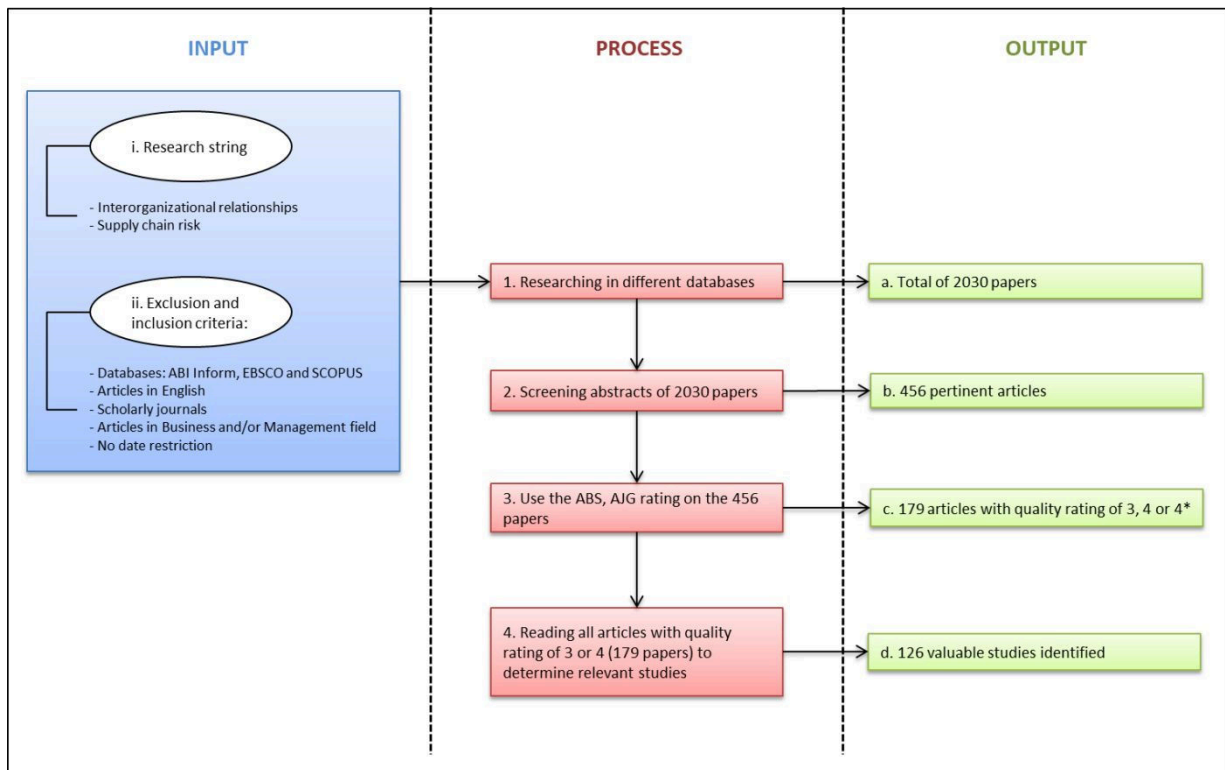 INPUT
PROCESS
OUTPUT
i. Research string
- Interorganizational relationships
- Supply chain risk
ii. Exclusion and
inclusion criteria:
- Databases: ABI Inform, EBSCO and SCOPUS
- Articles in English
- Scholarly journals
- Articles in Business and/or Management field
- No date restriction
1. Researching in different databases
a. Total of 2030 papers
2. Screening abstracts of 2030 papers
b. 456 pertinent articles
3. Use the ABS, AJG rating on the 456
papers
c. 179 articles with quality rating of 3, 4 or 4*
4. Reading all articles with quality
rating of 3 or 4 (179 papers) to
determine relevant studies
d. 126 valuable studies identified